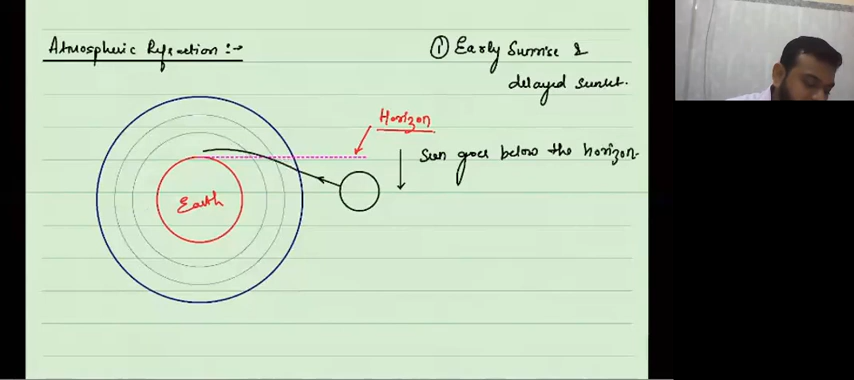 Atmospheric Refraction :→
① Early Sunrise &
delayed sunset.
Horizon
Sun goes below the horizon.
Earth